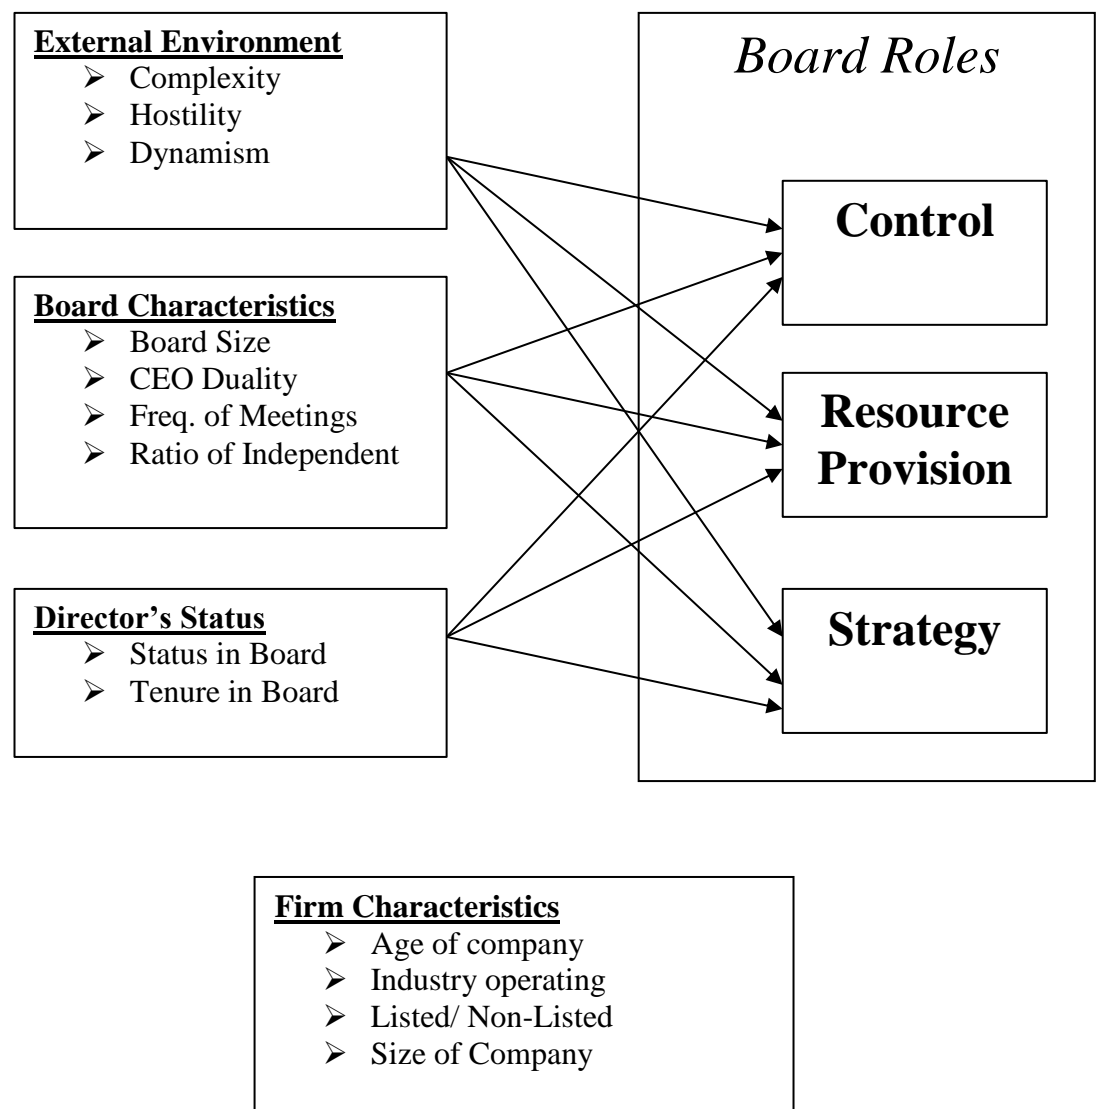 External Environment
➢ Complexity
➢ Hostility
➢ Dynamism
Board Characteristics
➢ Board Size
➢ CEO Duality
➢ Freq. of Meetings
➢ Ratio of Independent
Director’s Status
➢ Status in Board
➢ Tenure in Board
Board Roles
Control
Resource
Provision
Strategy
Firm Characteristics
➢ Age of company
➢ Industry operating
➢ Listed/ Non-Listed
➢ Size of Company